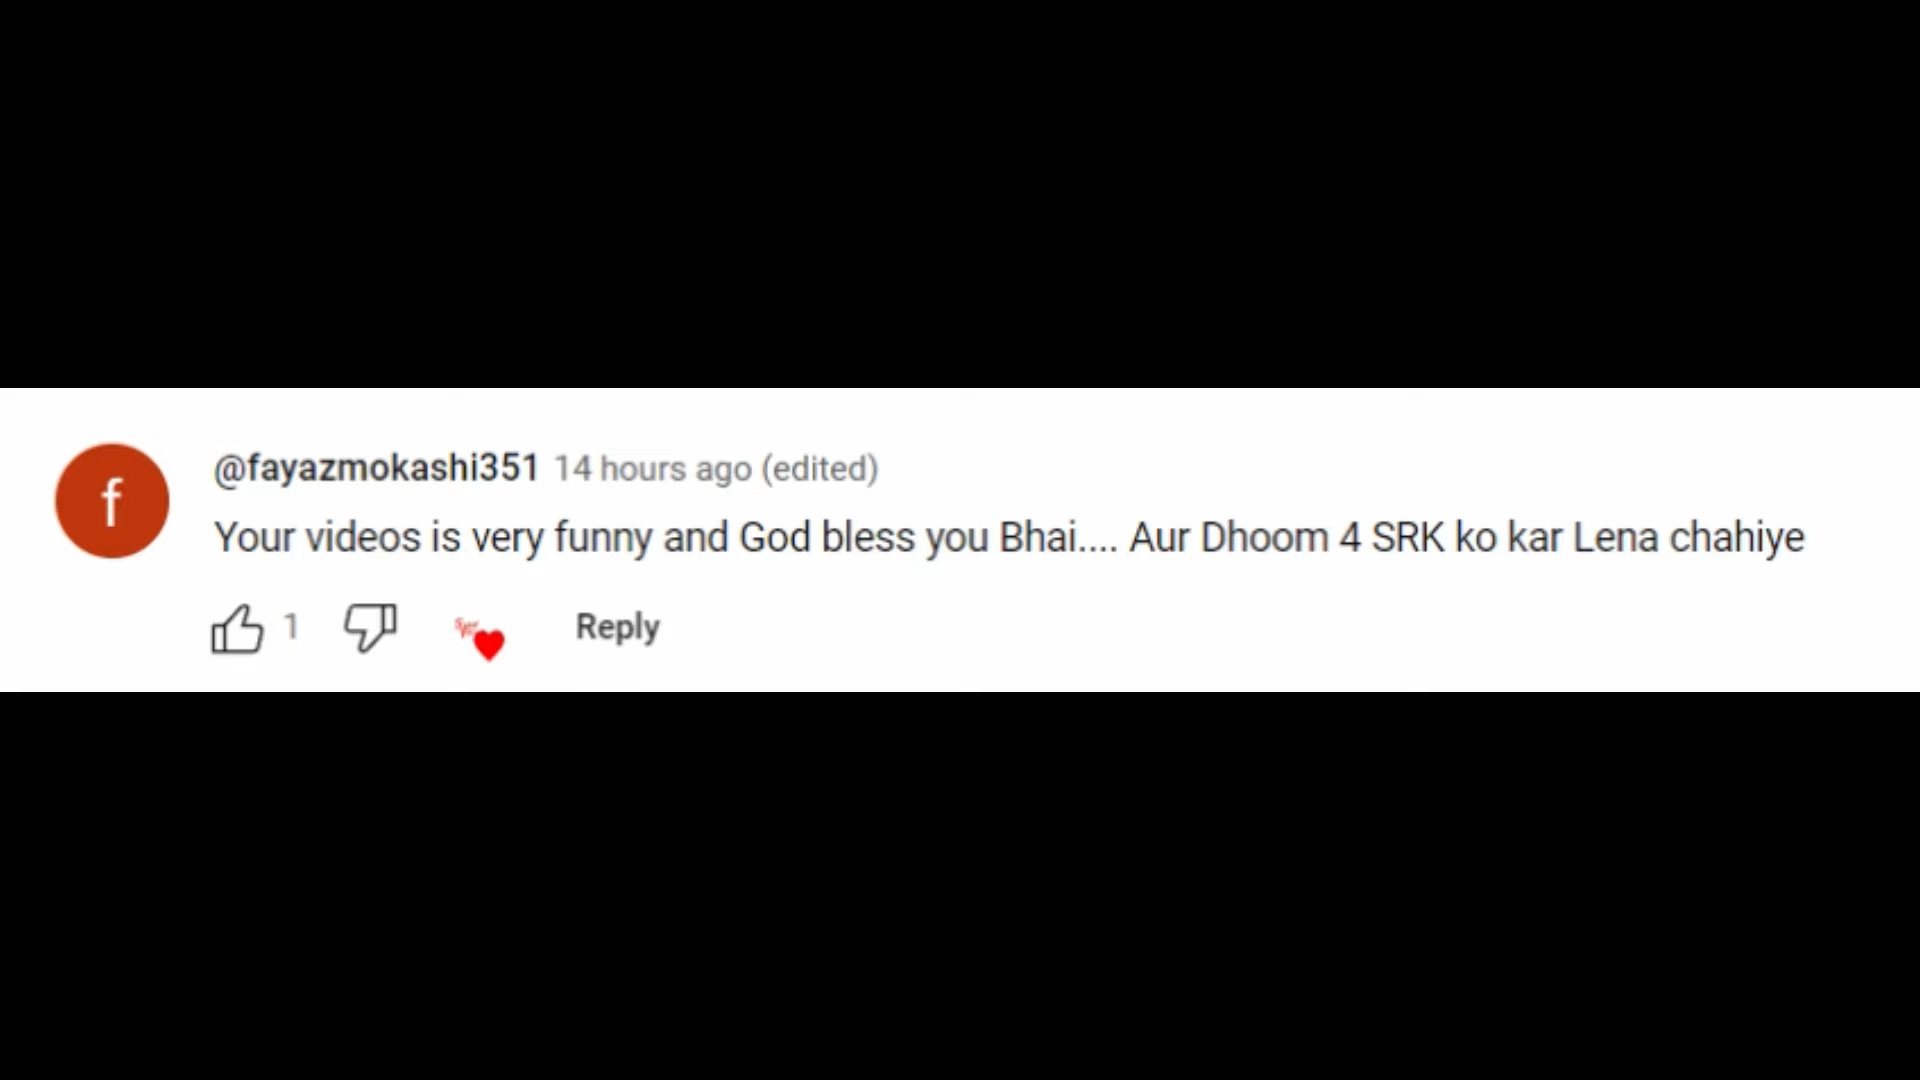 f
@fayazmokashi351 14 hours ago (edited)
Your videos is very funny and God bless you Bhai.... Aur Dhoom 4 SRK ko kar Lena chahiye
1 Reply